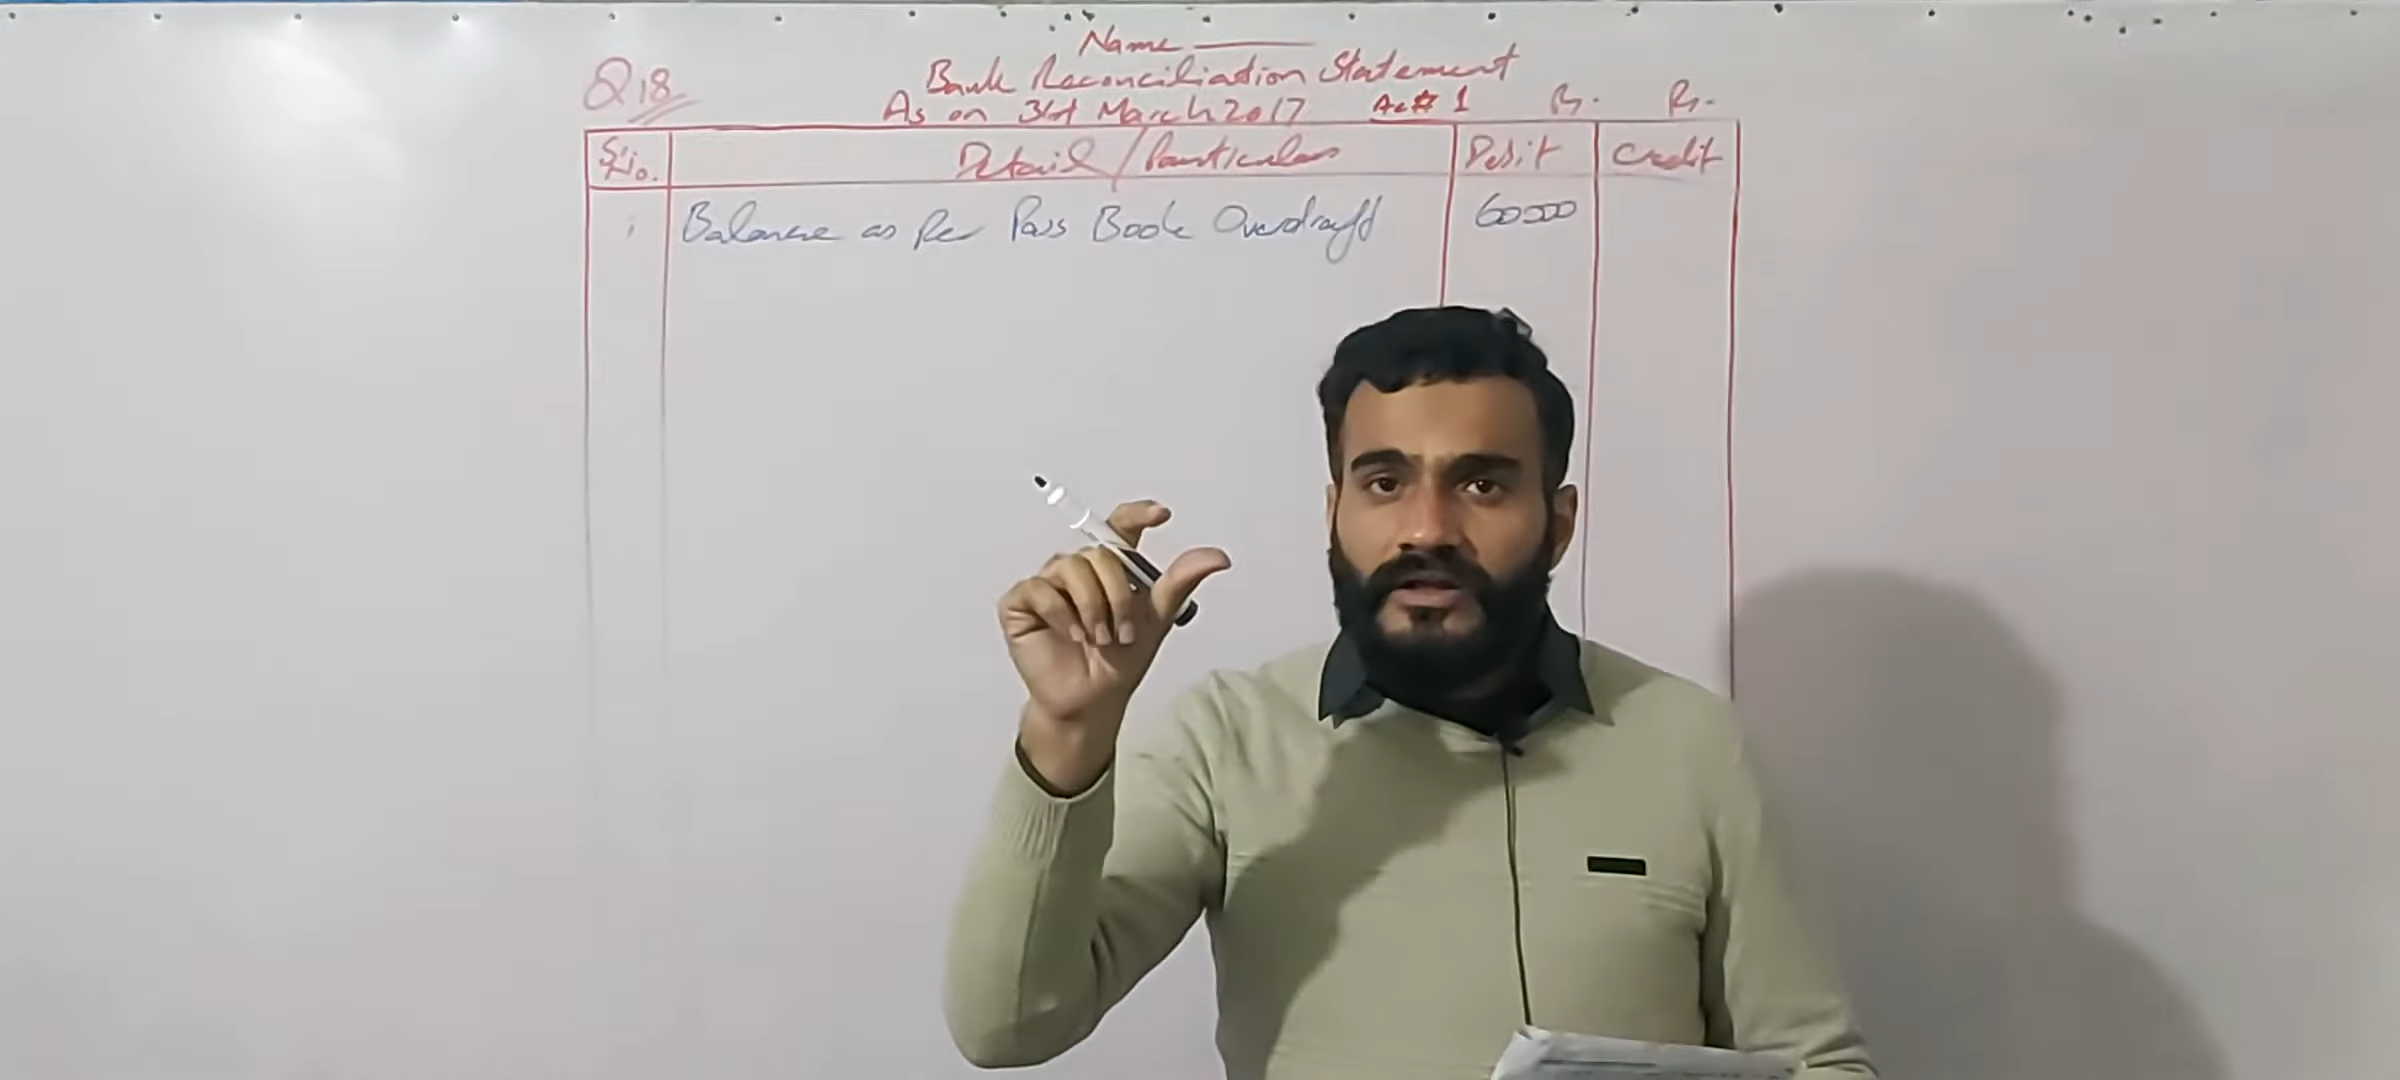 Name
Q18
Bank Reconciliation Statement
As on 31st March 2017 Ac# 1 Rs. Rs.
S.No. Detail/Particulars Debit Credit
i Balance as Per Pass Book Overdraft 60000